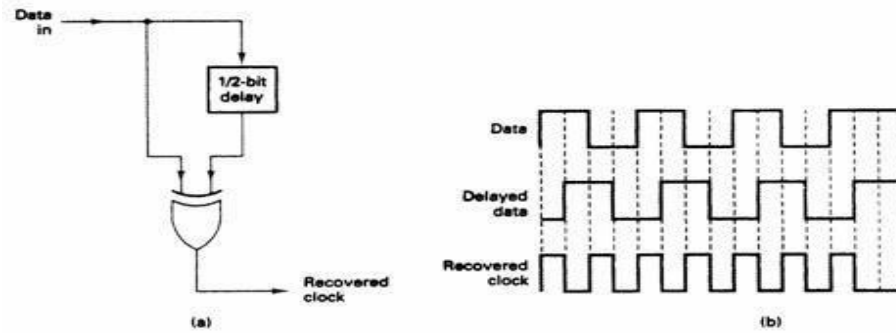 Data
in
1/2-bit
delay
Recovered
clock
(a)
Data
Delayed
data
Recovered
clock
(b)